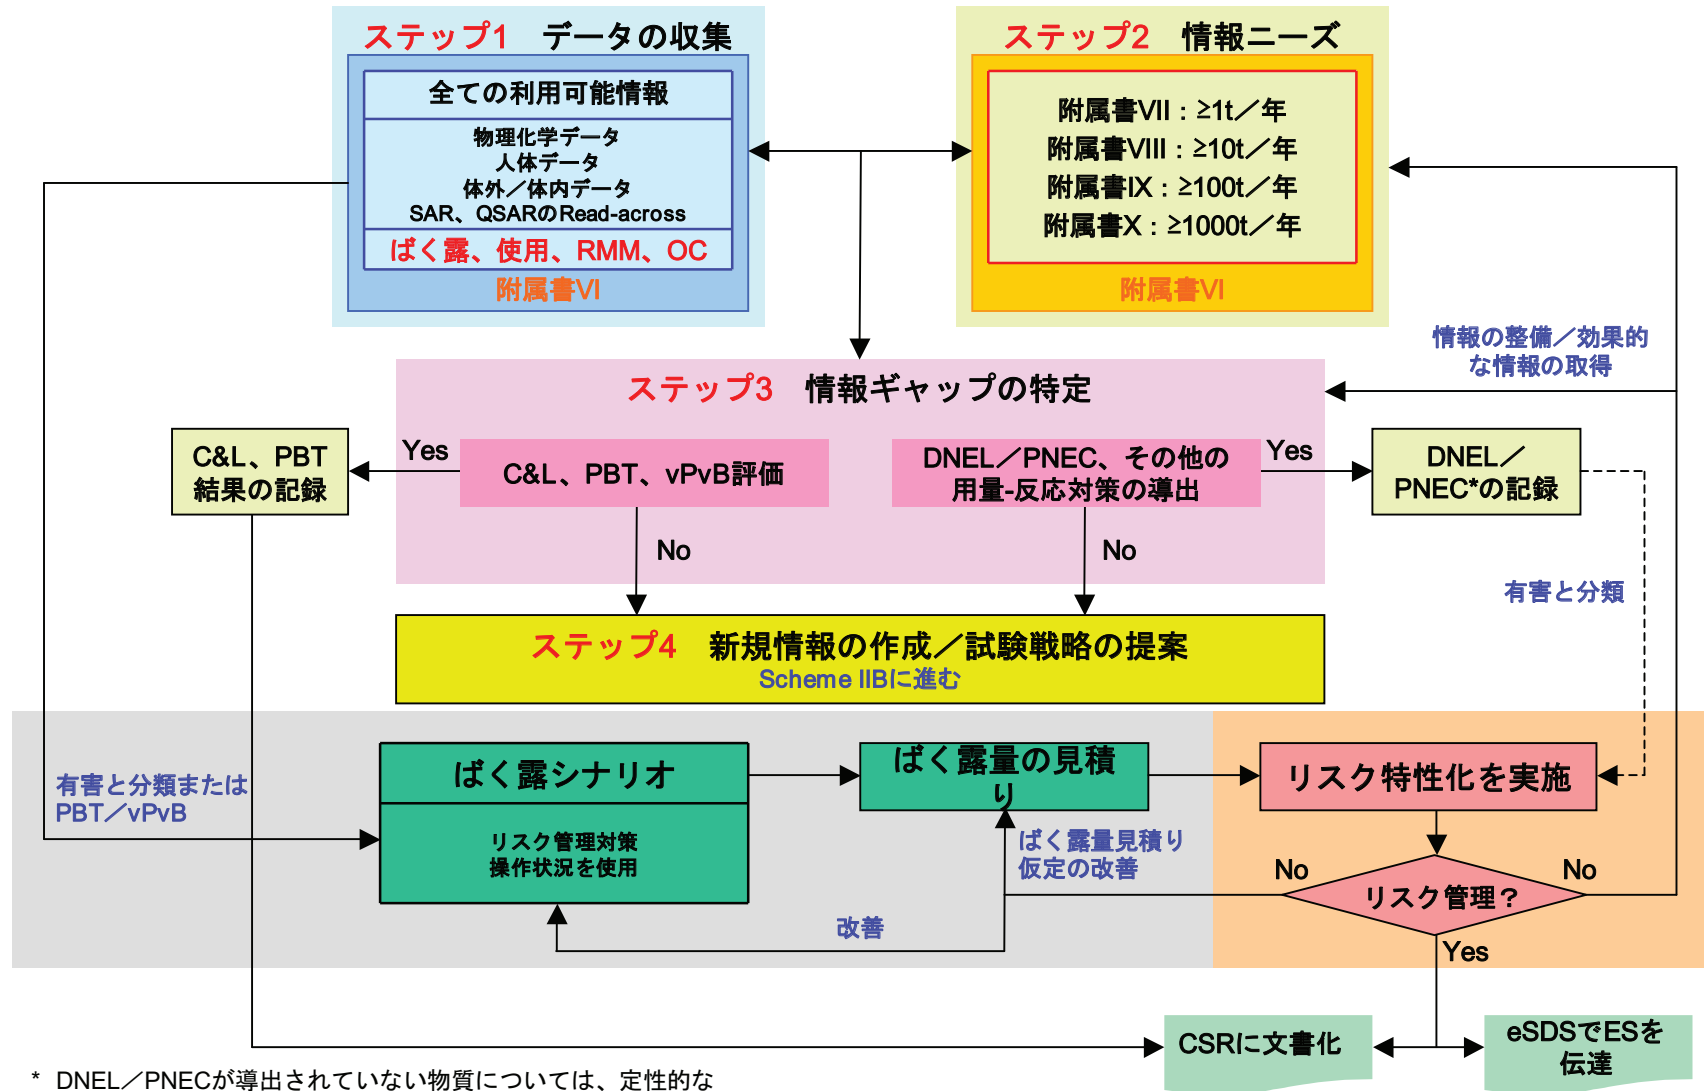 ステップ1 データの収集
全ての利用可能情報
物理化学データ
人体データ
体外／体内データ
SAR、QSARのRead-across
ばく露、使用、RMM、OC
附属書VI
ステップ2 情報ニーズ
附属書VII：≥1t／年
附属書VIII：≥10t／年
附属書IX：≥100t／年
附属書X：≥1000t／年
附属書VI
情報の整備／効果的
な情報の取得
ステップ3 情報ギャップの特定
C&L、PBT
結果の記録
Yes
C&L、PBT、vPvB評価
DNEL／PNEC、その他の
用量-反応対策の導出
Yes
DNEL／
PNEC*の記録
No
No
有害と分類
ステップ4 新規情報の作成／試験戦略の提案
Scheme IIBに進む
有害と分類または
PBT／vPvB
ばく露シナリオ
リスク管理対策
操作状況を使用
ばく露量の見積
り
リスク特性化を実施
ばく露量見積り
仮定の改善
No
リスク管理？
No
改善
Yes
CSRに文書化
eSDSでESを
伝達
* DNEL／PNECが導出されていない物質については、定性的な